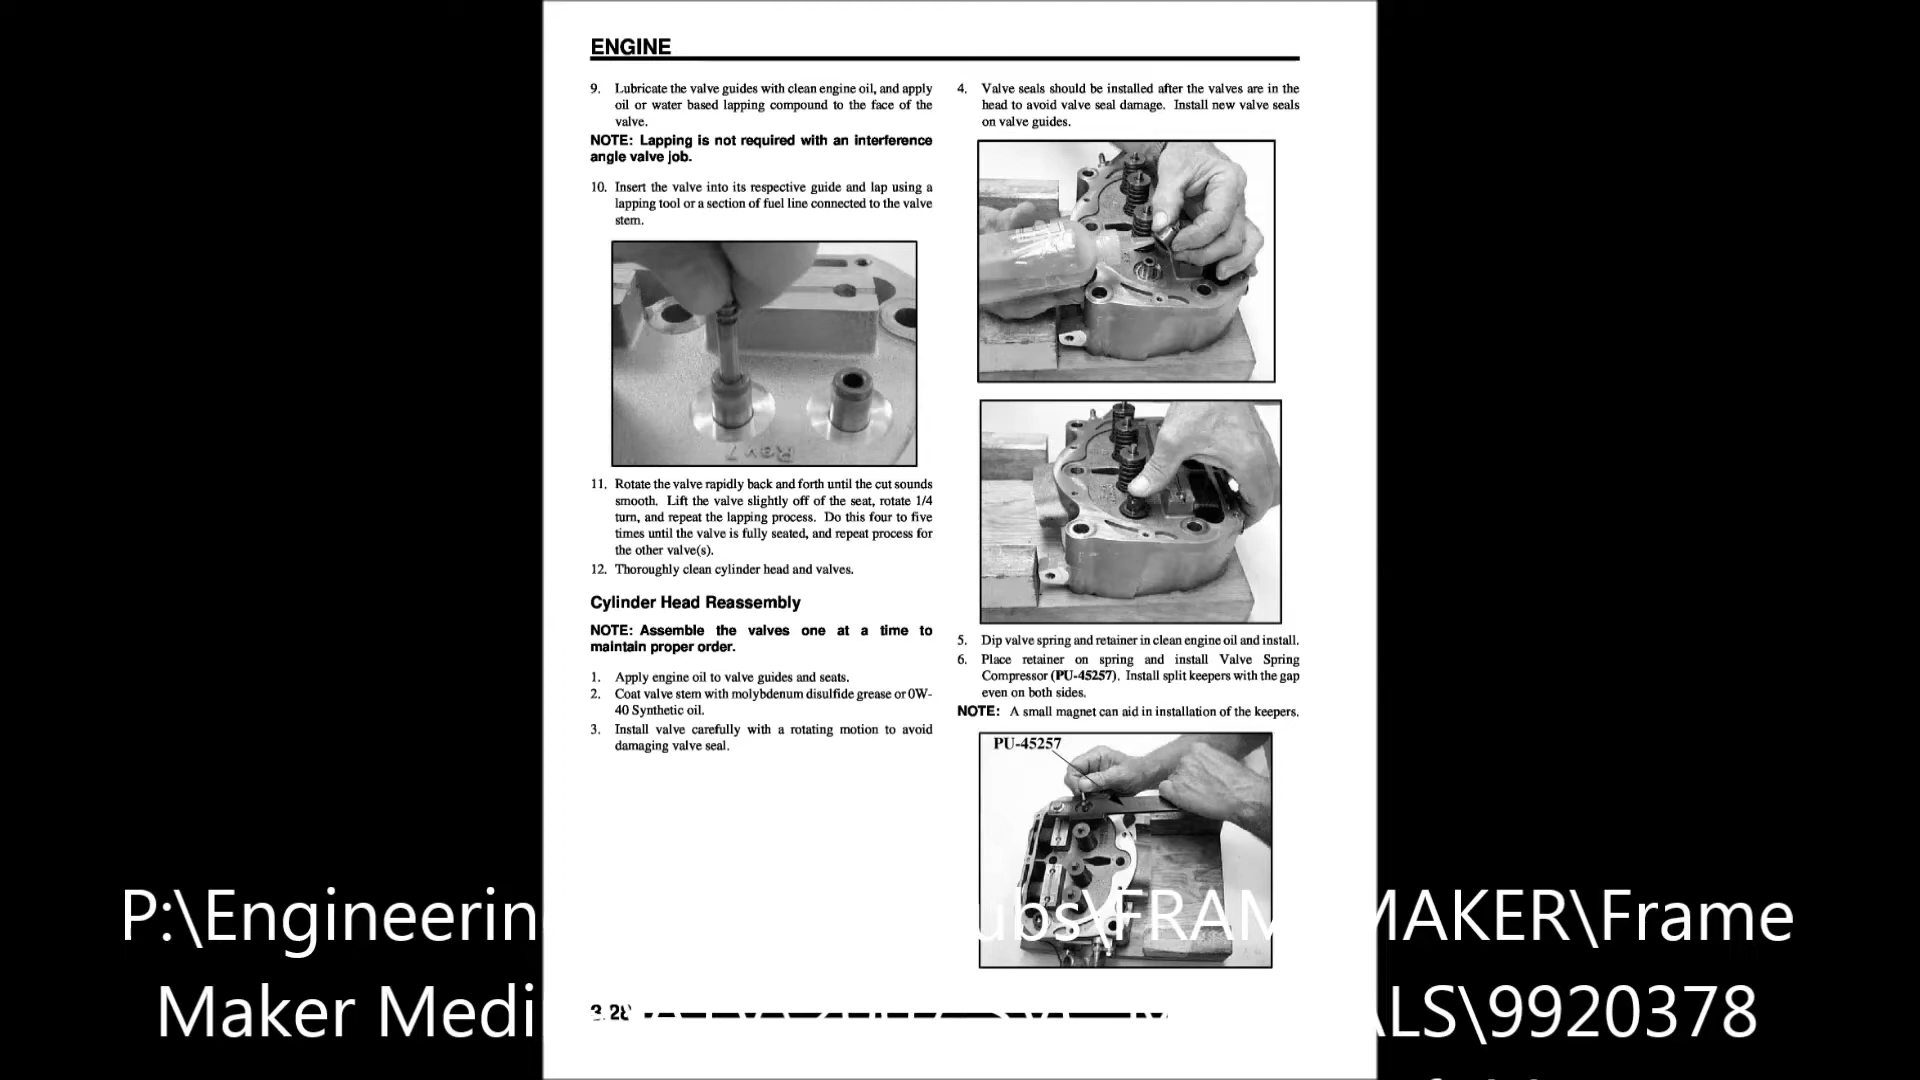 ENGINE
9. Lubricate the valve guides with clean engine oil, and apply
oil or water based lapping compound to the face of the
valve.
NOTE: Lapping is not required with an interference
angle valve job.
10. Insert the valve into its respective guide and lap using a
lapping tool or a section of fuel line connected to the valve
stem.
Rev 7
11. Rotate the valve rapidly back and forth until the cut sounds
smooth. Lift the valve slightly off of the seat, rotate 1/4
turn, and repeat the lapping process. Do this four to five
times until the valve is fully seated, and repeat process for
the other valve(s).
12. Thoroughly clean cylinder head and valves.
Cylinder Head Reassembly
NOTE: Assemble the valves one at a time to
maintain proper order.
1. Apply engine oil to valve guides and seats.
2. Coat valve stem with molybdenum disulfide grease or 0W-
40 Synthetic oil.
3. Install valve carefully with a rotating motion to avoid
damaging valve seal.
4. Valve seals should be installed after the valves are in the
head to avoid valve seal damage. Install new valve seals
on valve guides.
5. Dip valve spring and retainer in clean engine oil and install.
6. Place retainer on spring and install Valve Spring
Compressor (PU-45257). Install split keepers with the gap
even on both sides.
NOTE: A small magnet can aid in installation of the keepers.
PU-45257
3.28
P:\Engineerin ubs\FRAMEMAKER\Frame
Maker Medi ALS\9920378